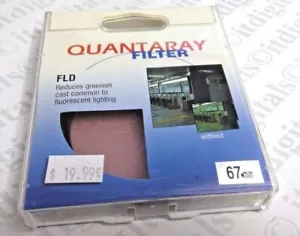 QUANTARAY
FILTER
FLD
Reduces greenish
cast common to
fluorescent lighting
without
$ 19.99
67